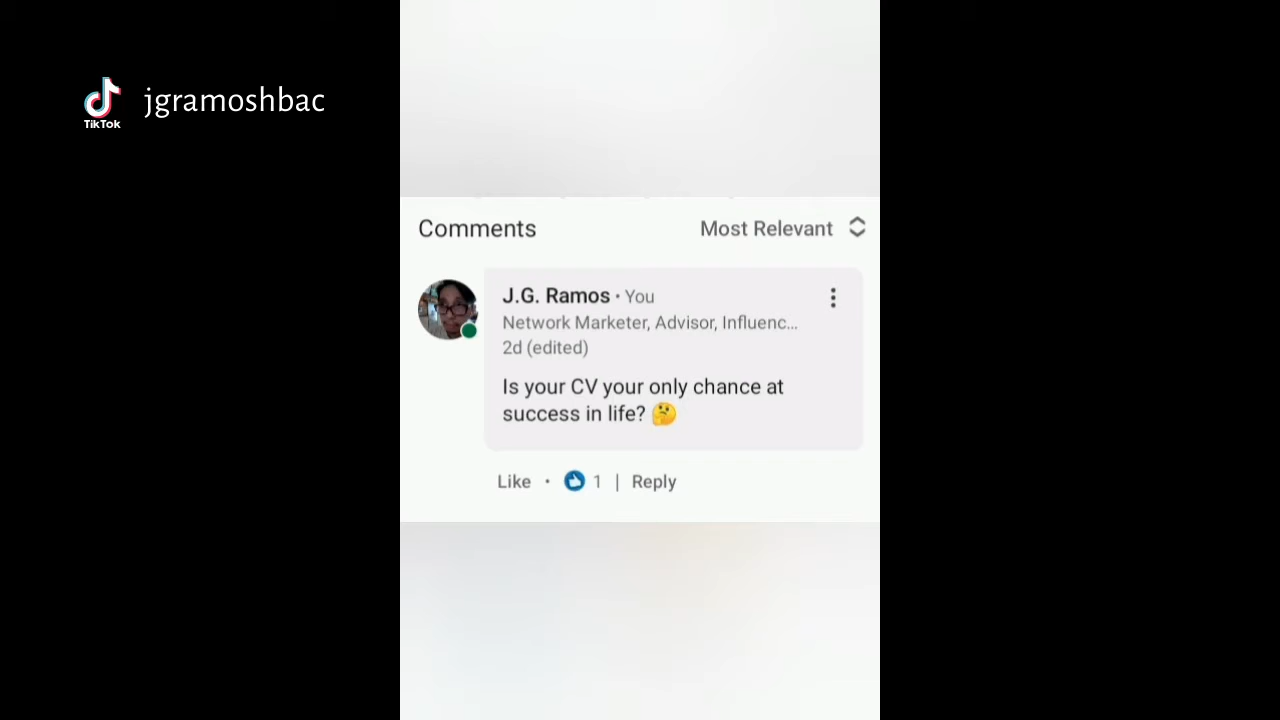 TikTok
jgramoshbac
Comments
Most Relevant
J.G. Ramos • You
Network Marketer, Advisor, Influenc...
2d (edited)
Is your CV your only chance at
success in life? 🤔
Like • 1 | Reply